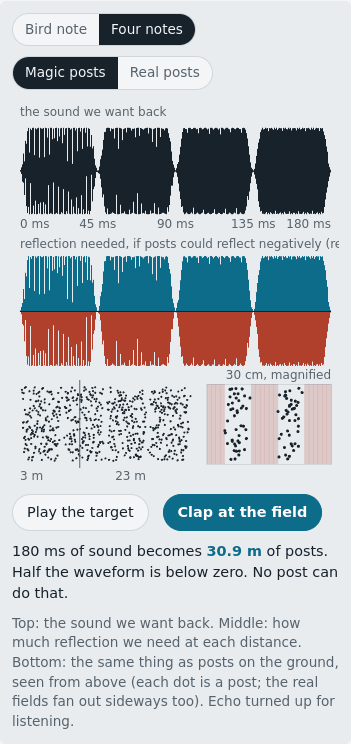 Bird note Four notes
Magic posts Real posts
the sound we want back
0 ms 45 ms 90 ms 135 ms 180 ms
reflection needed, if posts could reflect negatively (re
30 cm, magnified
3 m 23 m
Play the target Clap at the field
180 ms of sound becomes 30.9 m of posts.
Half the waveform is below zero. No post can
do that.
Top: the sound we want back. Middle: how
much reflection we need at each distance.
Bottom: the same thing as posts on the ground,
seen from above (each dot is a post; the real
fields fan out sideways too). Echo turned up for
listening.